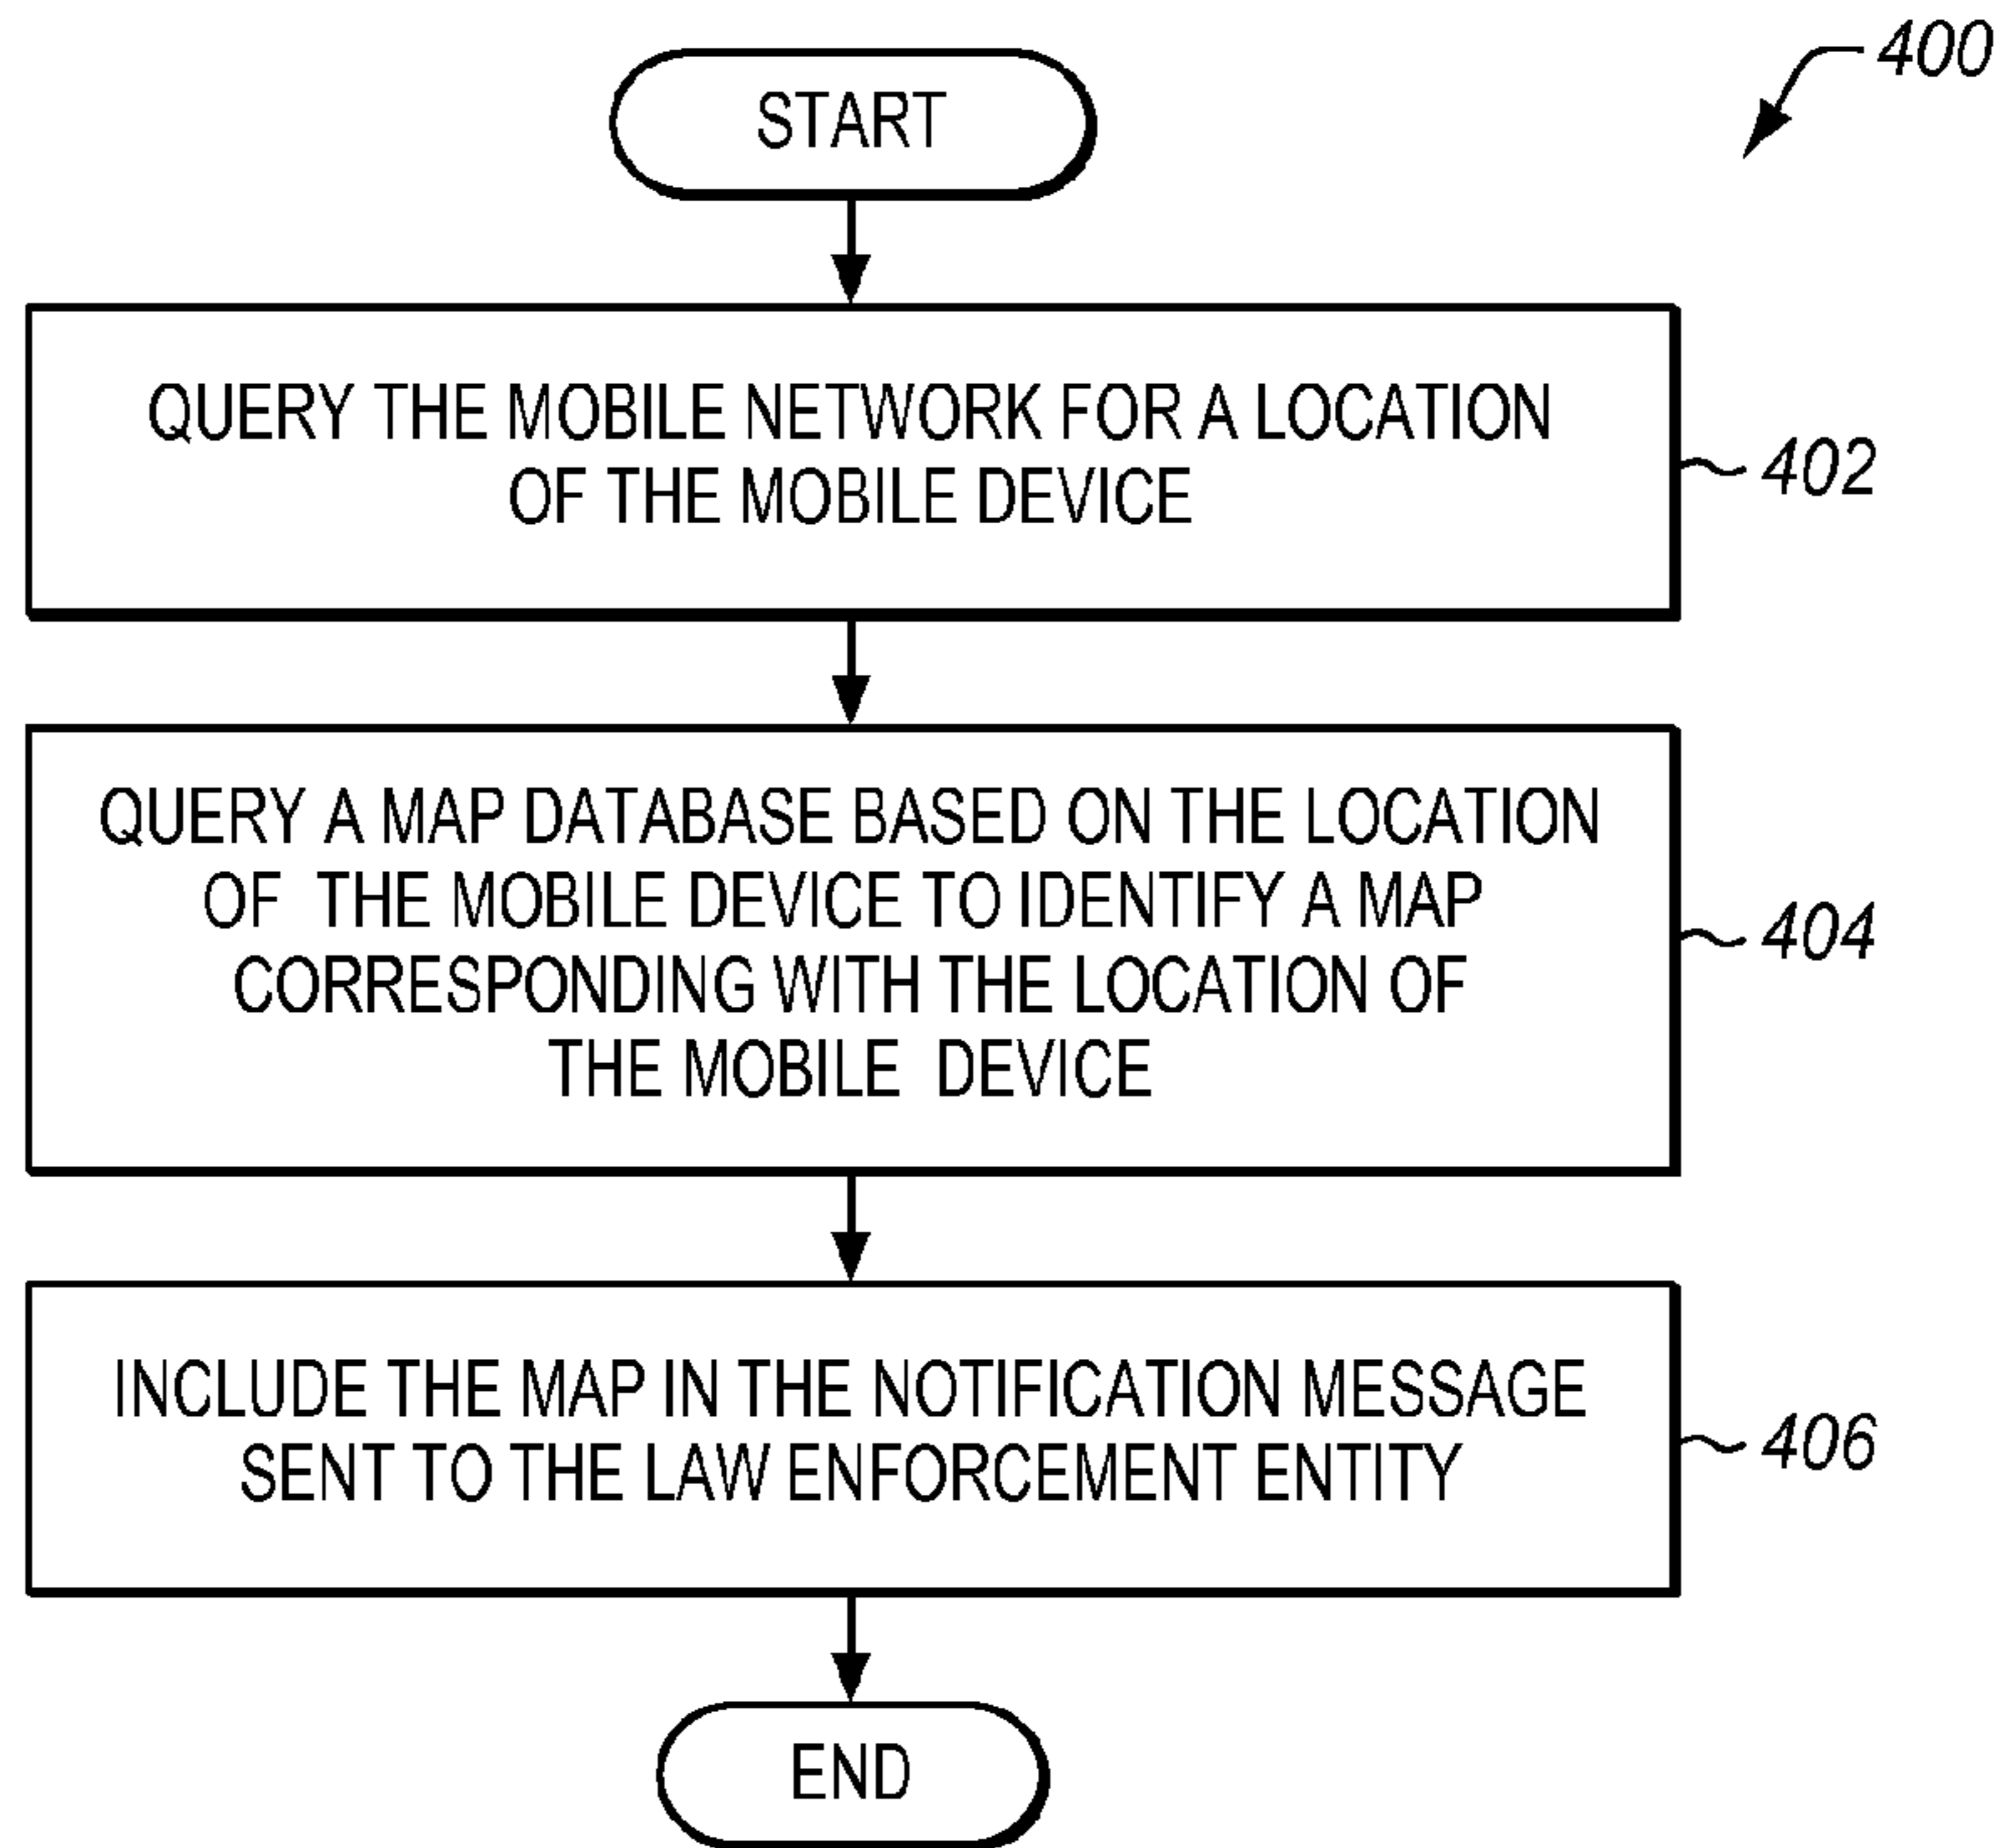 400
START
QUERY THE MOBILE NETWORK FOR A LOCATION
OF THE MOBILE DEVICE
402
QUERY A MAP DATABASE BASED ON THE LOCATION
OF THE MOBILE DEVICE TO IDENTIFY A MAP
CORRESPONDING WITH THE LOCATION OF
THE MOBILE DEVICE
404
INCLUDE THE MAP IN THE NOTIFICATION MESSAGE
SENT TO THE LAW ENFORCEMENT ENTITY
406
END